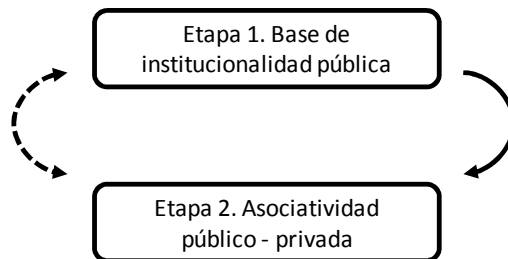 Etapa 1. Base de
institucionalidad pública
Etapa 2. Asociatividad
público - privada